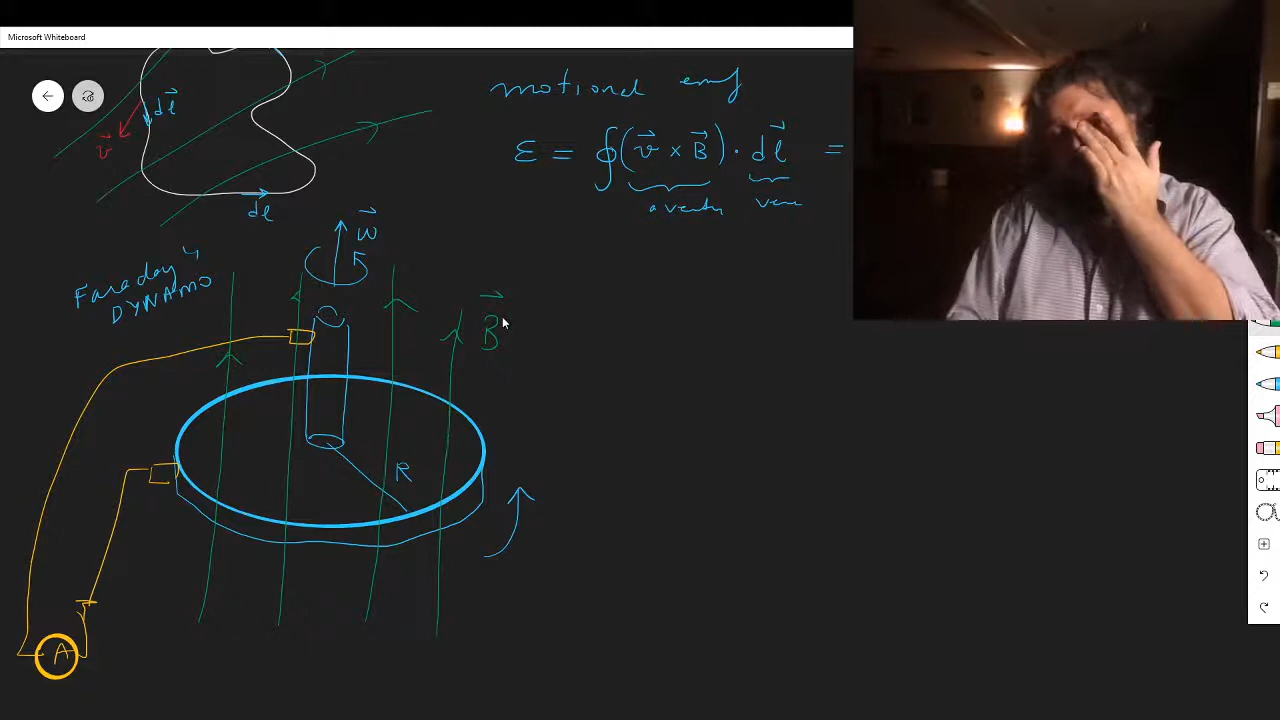 Microsoft Whiteboard
motional emf
dl
v
ε = ∮(v × B) · dl =
dl
w
Faraday's
DYNAMO
B
R
A